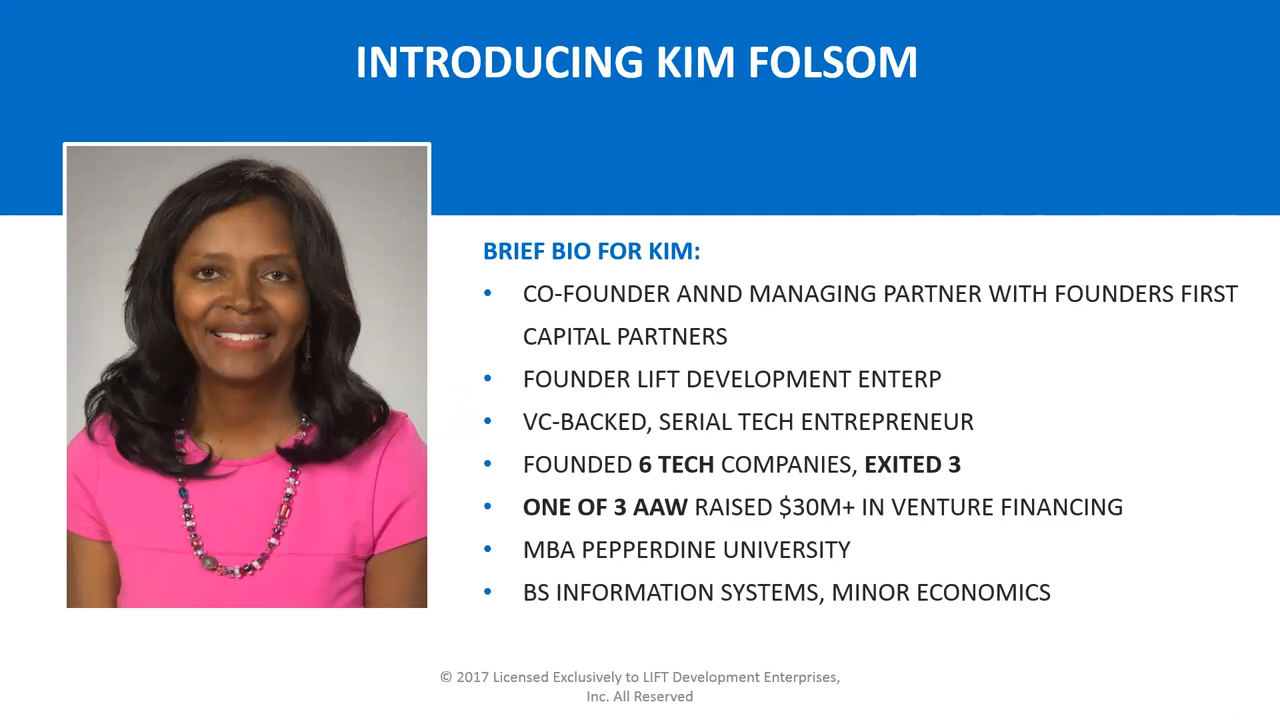 INTRODUCING KIM FOLSOM
BRIEF BIO FOR KIM:
• CO-FOUNDER ANND MANAGING PARTNER WITH FOUNDERS FIRST
CAPITAL PARTNERS
• FOUNDER LIFT DEVELOPMENT ENTERP
• VC-BACKED, SERIAL TECH ENTREPRENEUR
• FOUNDED 6 TECH COMPANIES, EXITED 3
• ONE OF 3 AAW RAISED $30M+ IN VENTURE FINANCING
• MBA PEPPERDINE UNIVERSITY
• BS INFORMATION SYSTEMS, MINOR ECONOMICS
© 2017 Licensed Exclusively to LIFT Development Enterprises,
Inc. All Reserved